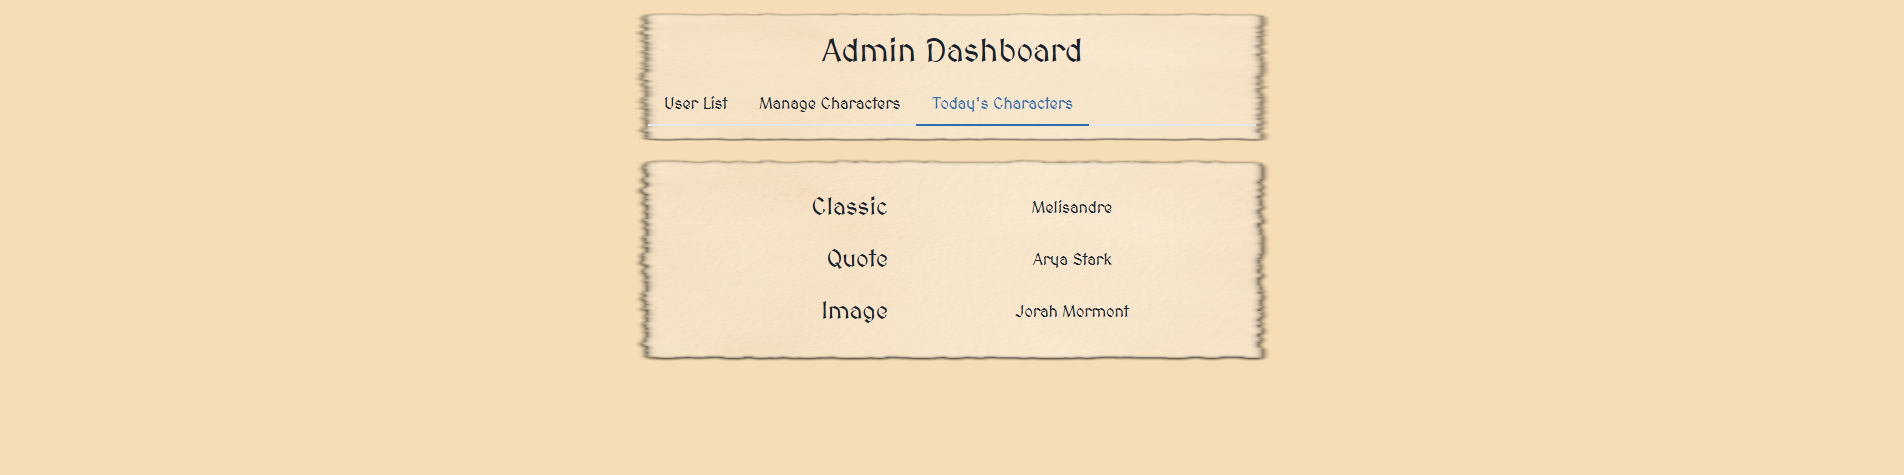 Admin Dashboard
User List Manage Characters Today's Characters
Classic Melisandre
Quote Arya Stark
Image Jorah Mormont